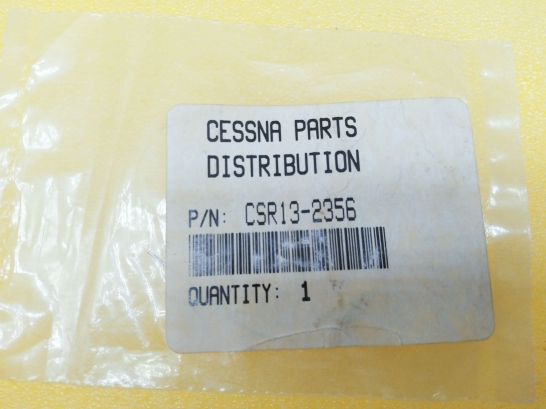 CESSNA PARTS
DISTRIBUTION
P/N: CSR13-2356
QUANTITY: 1